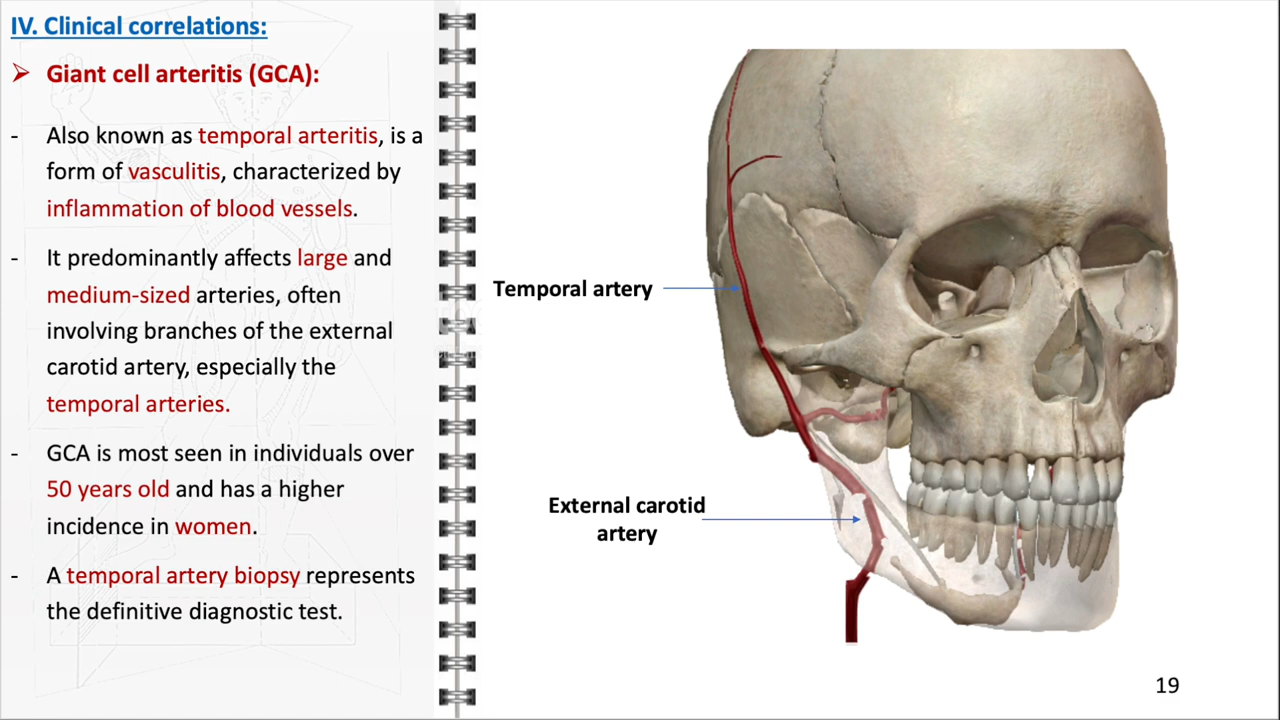 IV. Clinical correlations:
➤ Giant cell arteritis (GCA):
- Also known as temporal arteritis, is a
form of vasculitis, characterized by
inflammation of blood vessels.
- It predominantly affects large and
medium-sized arteries, often
involving branches of the external
carotid artery, especially the
temporal arteries.
- GCA is most seen in individuals over
50 years old and has a higher
incidence in women.
- A temporal artery biopsy represents
the definitive diagnostic test.
Temporal artery
External carotid
artery
19